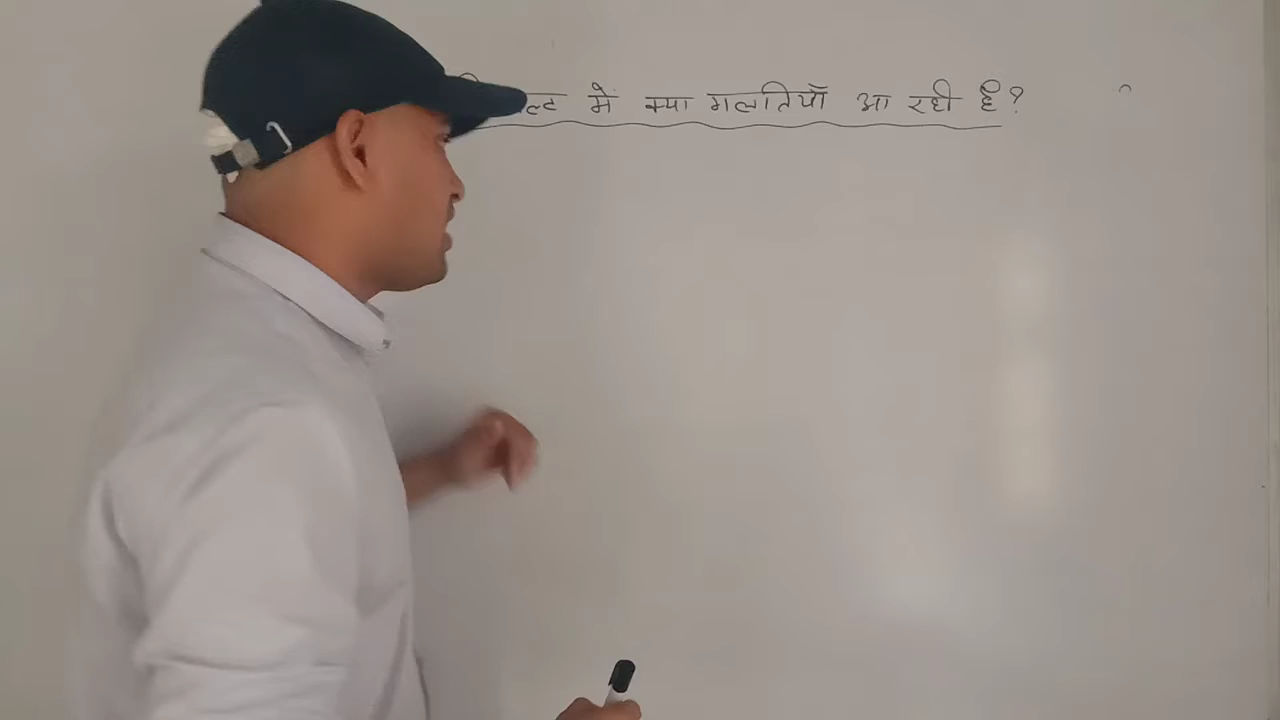 में क्या गलतियाँ आ रही हैं?